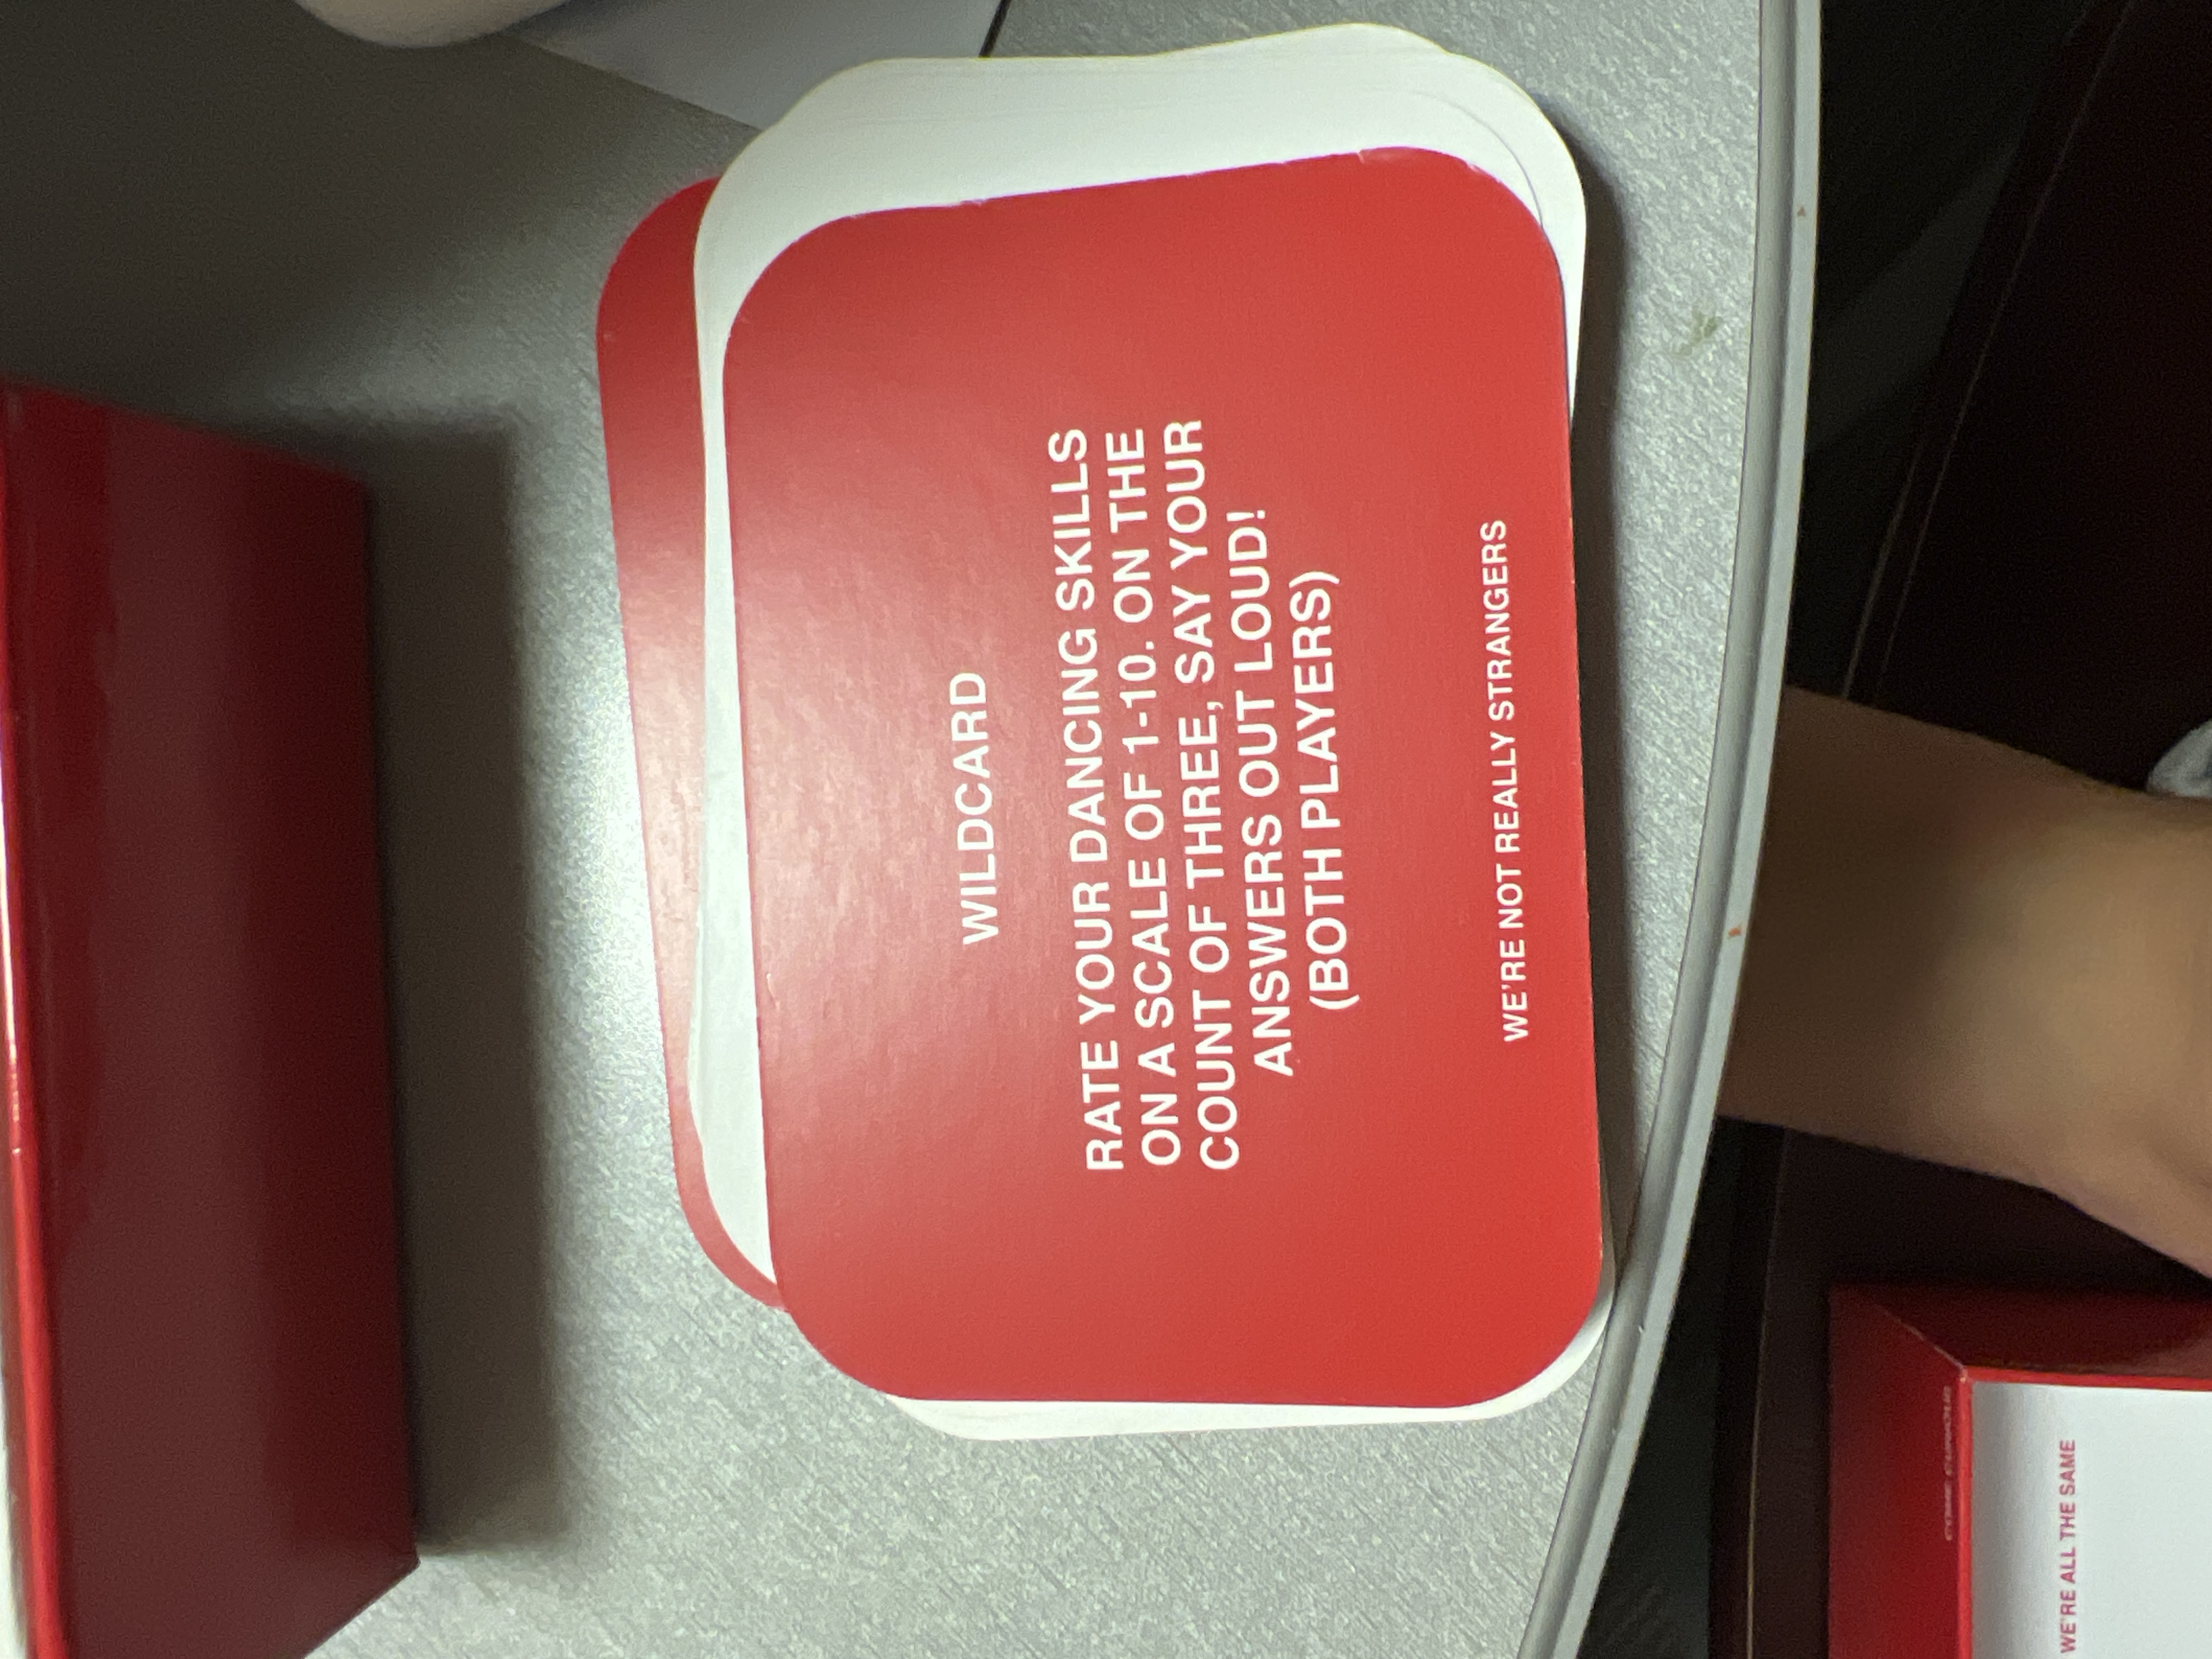 WILDCARD
RATE YOUR DANCING SKILLS
ON A SCALE OF 1-10. ON THE
COUNT OF THREE, SAY YOUR
ANSWERS OUT LOUD!
(BOTH PLAYERS)
WE'RE NOT REALLY STRANGERS
WE'RE ALL THE SAME